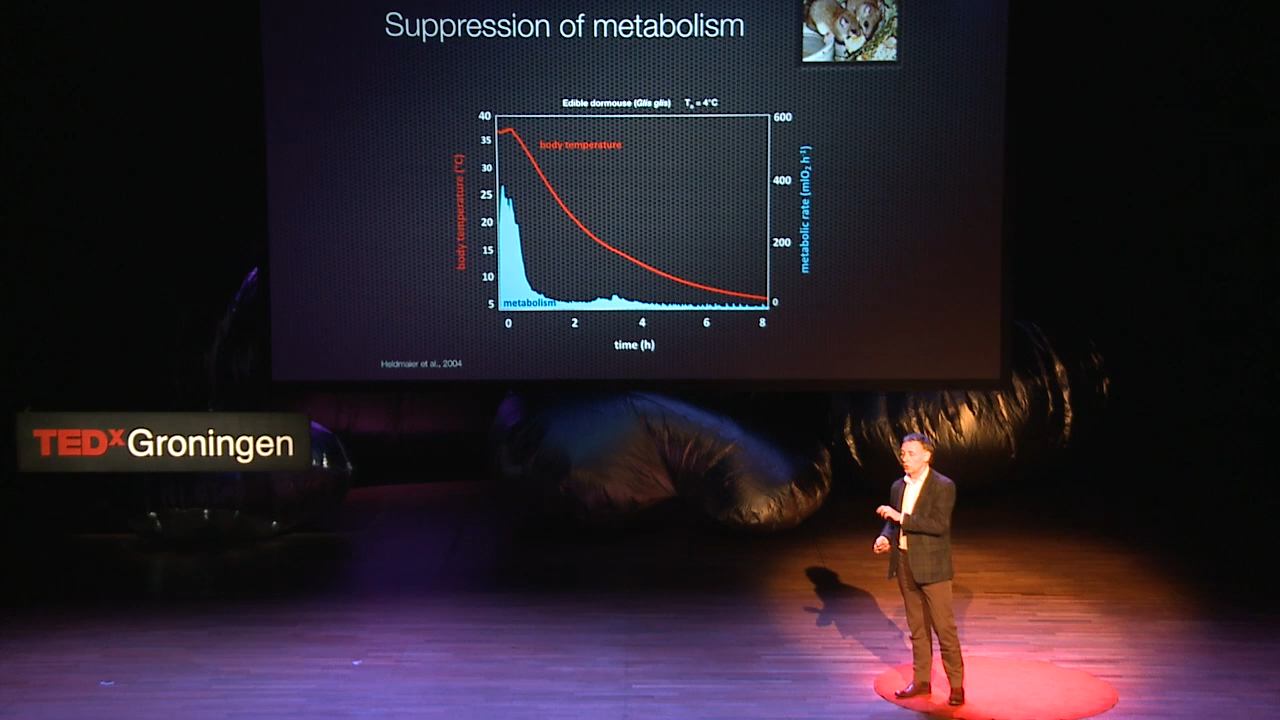 Suppression of metabolism
Edible dormouse (Glis glis) Ta = 4°C
40
35
30
25
20
15
10
5
body temperature (°C)
body temperature
metabolism
600
400
200
0
metabolic rate (mlO2 h-1)
0 2 4 6 8
time (h)
Heldmaier et al., 2004
TEDxGroningen